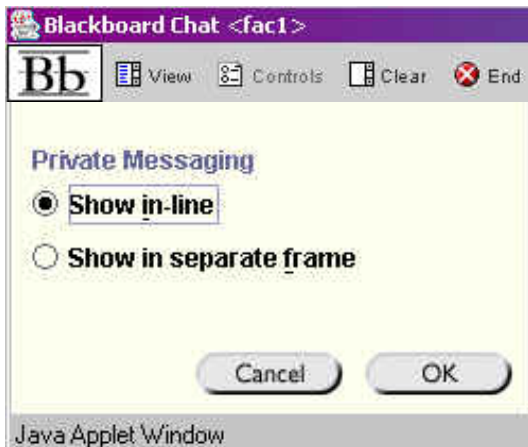 Blackboard Chat <fac1>
Bb View Controls Clear End
Private Messaging
Show in-line
Show in separate frame
Cancel OK
Java Applet Window